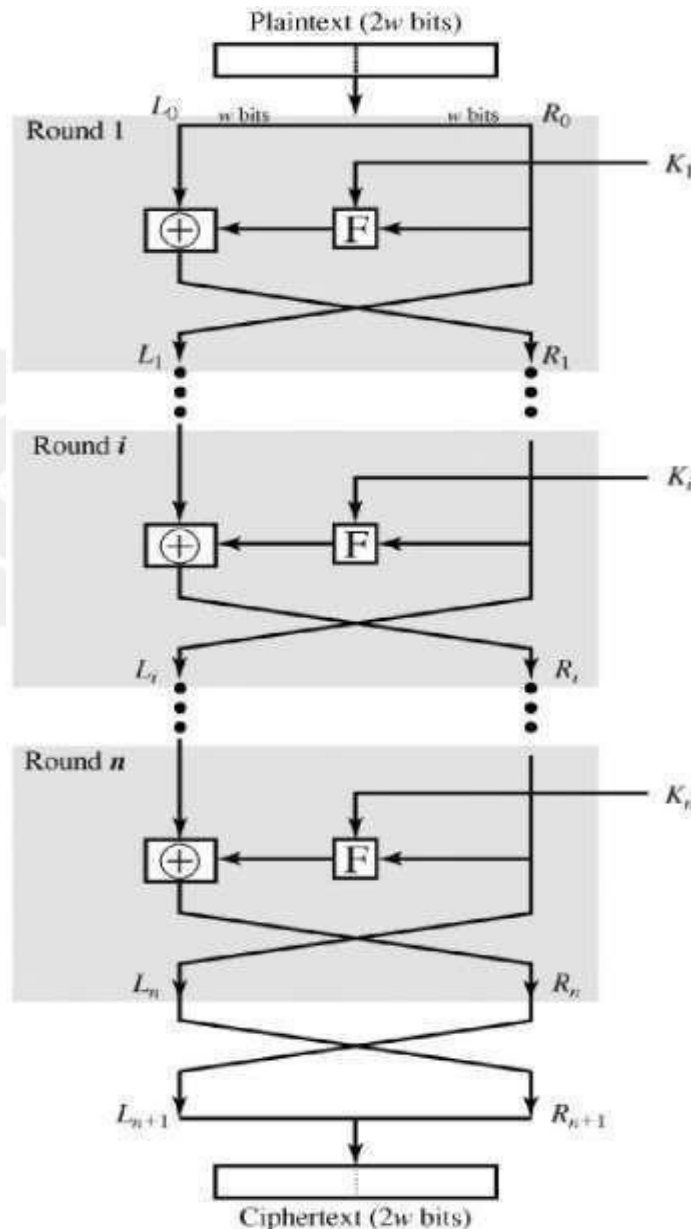 Plaintext (2w bits)
L₀ w bits w bits R₀
Round 1
K₁
⊕ F
L₁ R₁
Round i
Kᵢ
⊕ F
Lᵢ Rᵢ
Round n
Kₙ
⊕ F
Lₙ Rₙ
Lₙ₊₁ Rₙ₊₁
Ciphertext (2w bits)